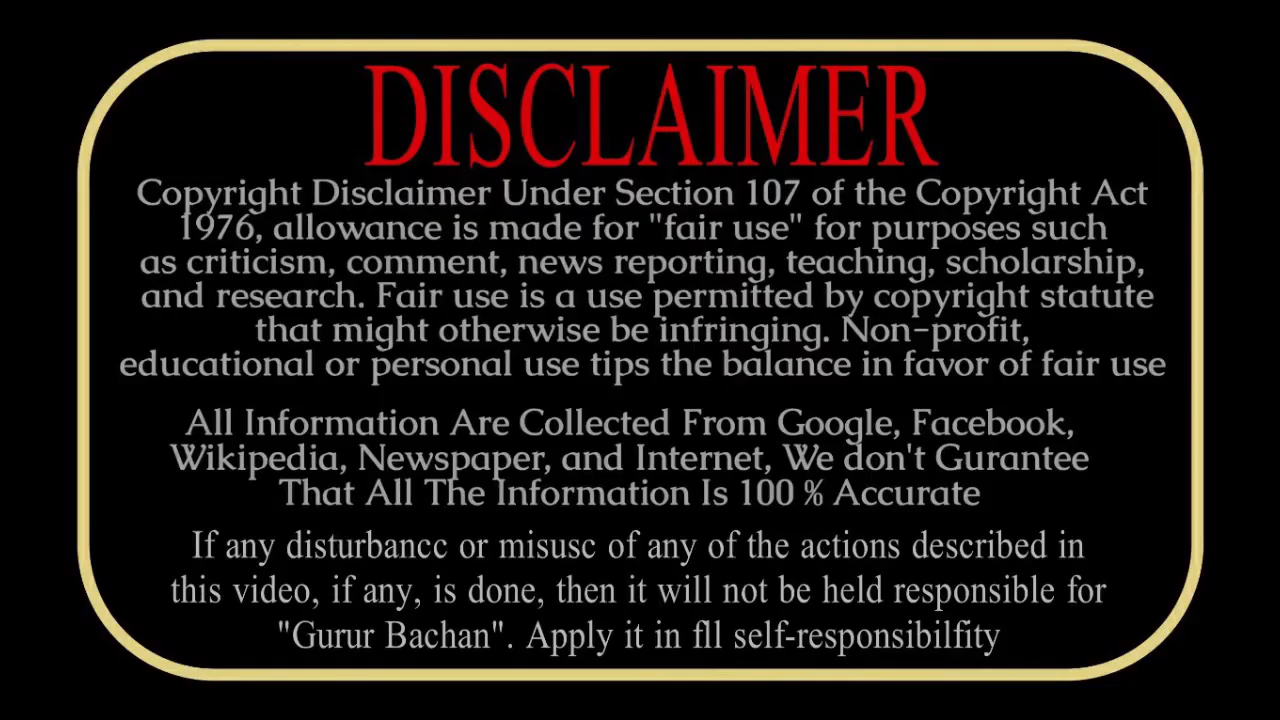 DISCLAIMER
Copyright Disclaimer Under Section 107 of the Copyright Act
1976, allowance is made for "fair use" for purposes such
as criticism, comment, news reporting, teaching, scholarship,
and research. Fair use is a use permitted by copyright statute
that might otherwise be infringing. Non-profit,
educational or personal use tips the balance in favor of fair use
All Information Are Collected From Google, Facebook,
Wikipedia, Newspaper, and Internet, We don't Gurantee
That All The Information Is 100 % Accurate
If any disturbancc or misusc of any of the actions described in
this video, if any, is done, then it will not be held responsible for
"Gurur Bachan". Apply it in fll self-responsibilfity